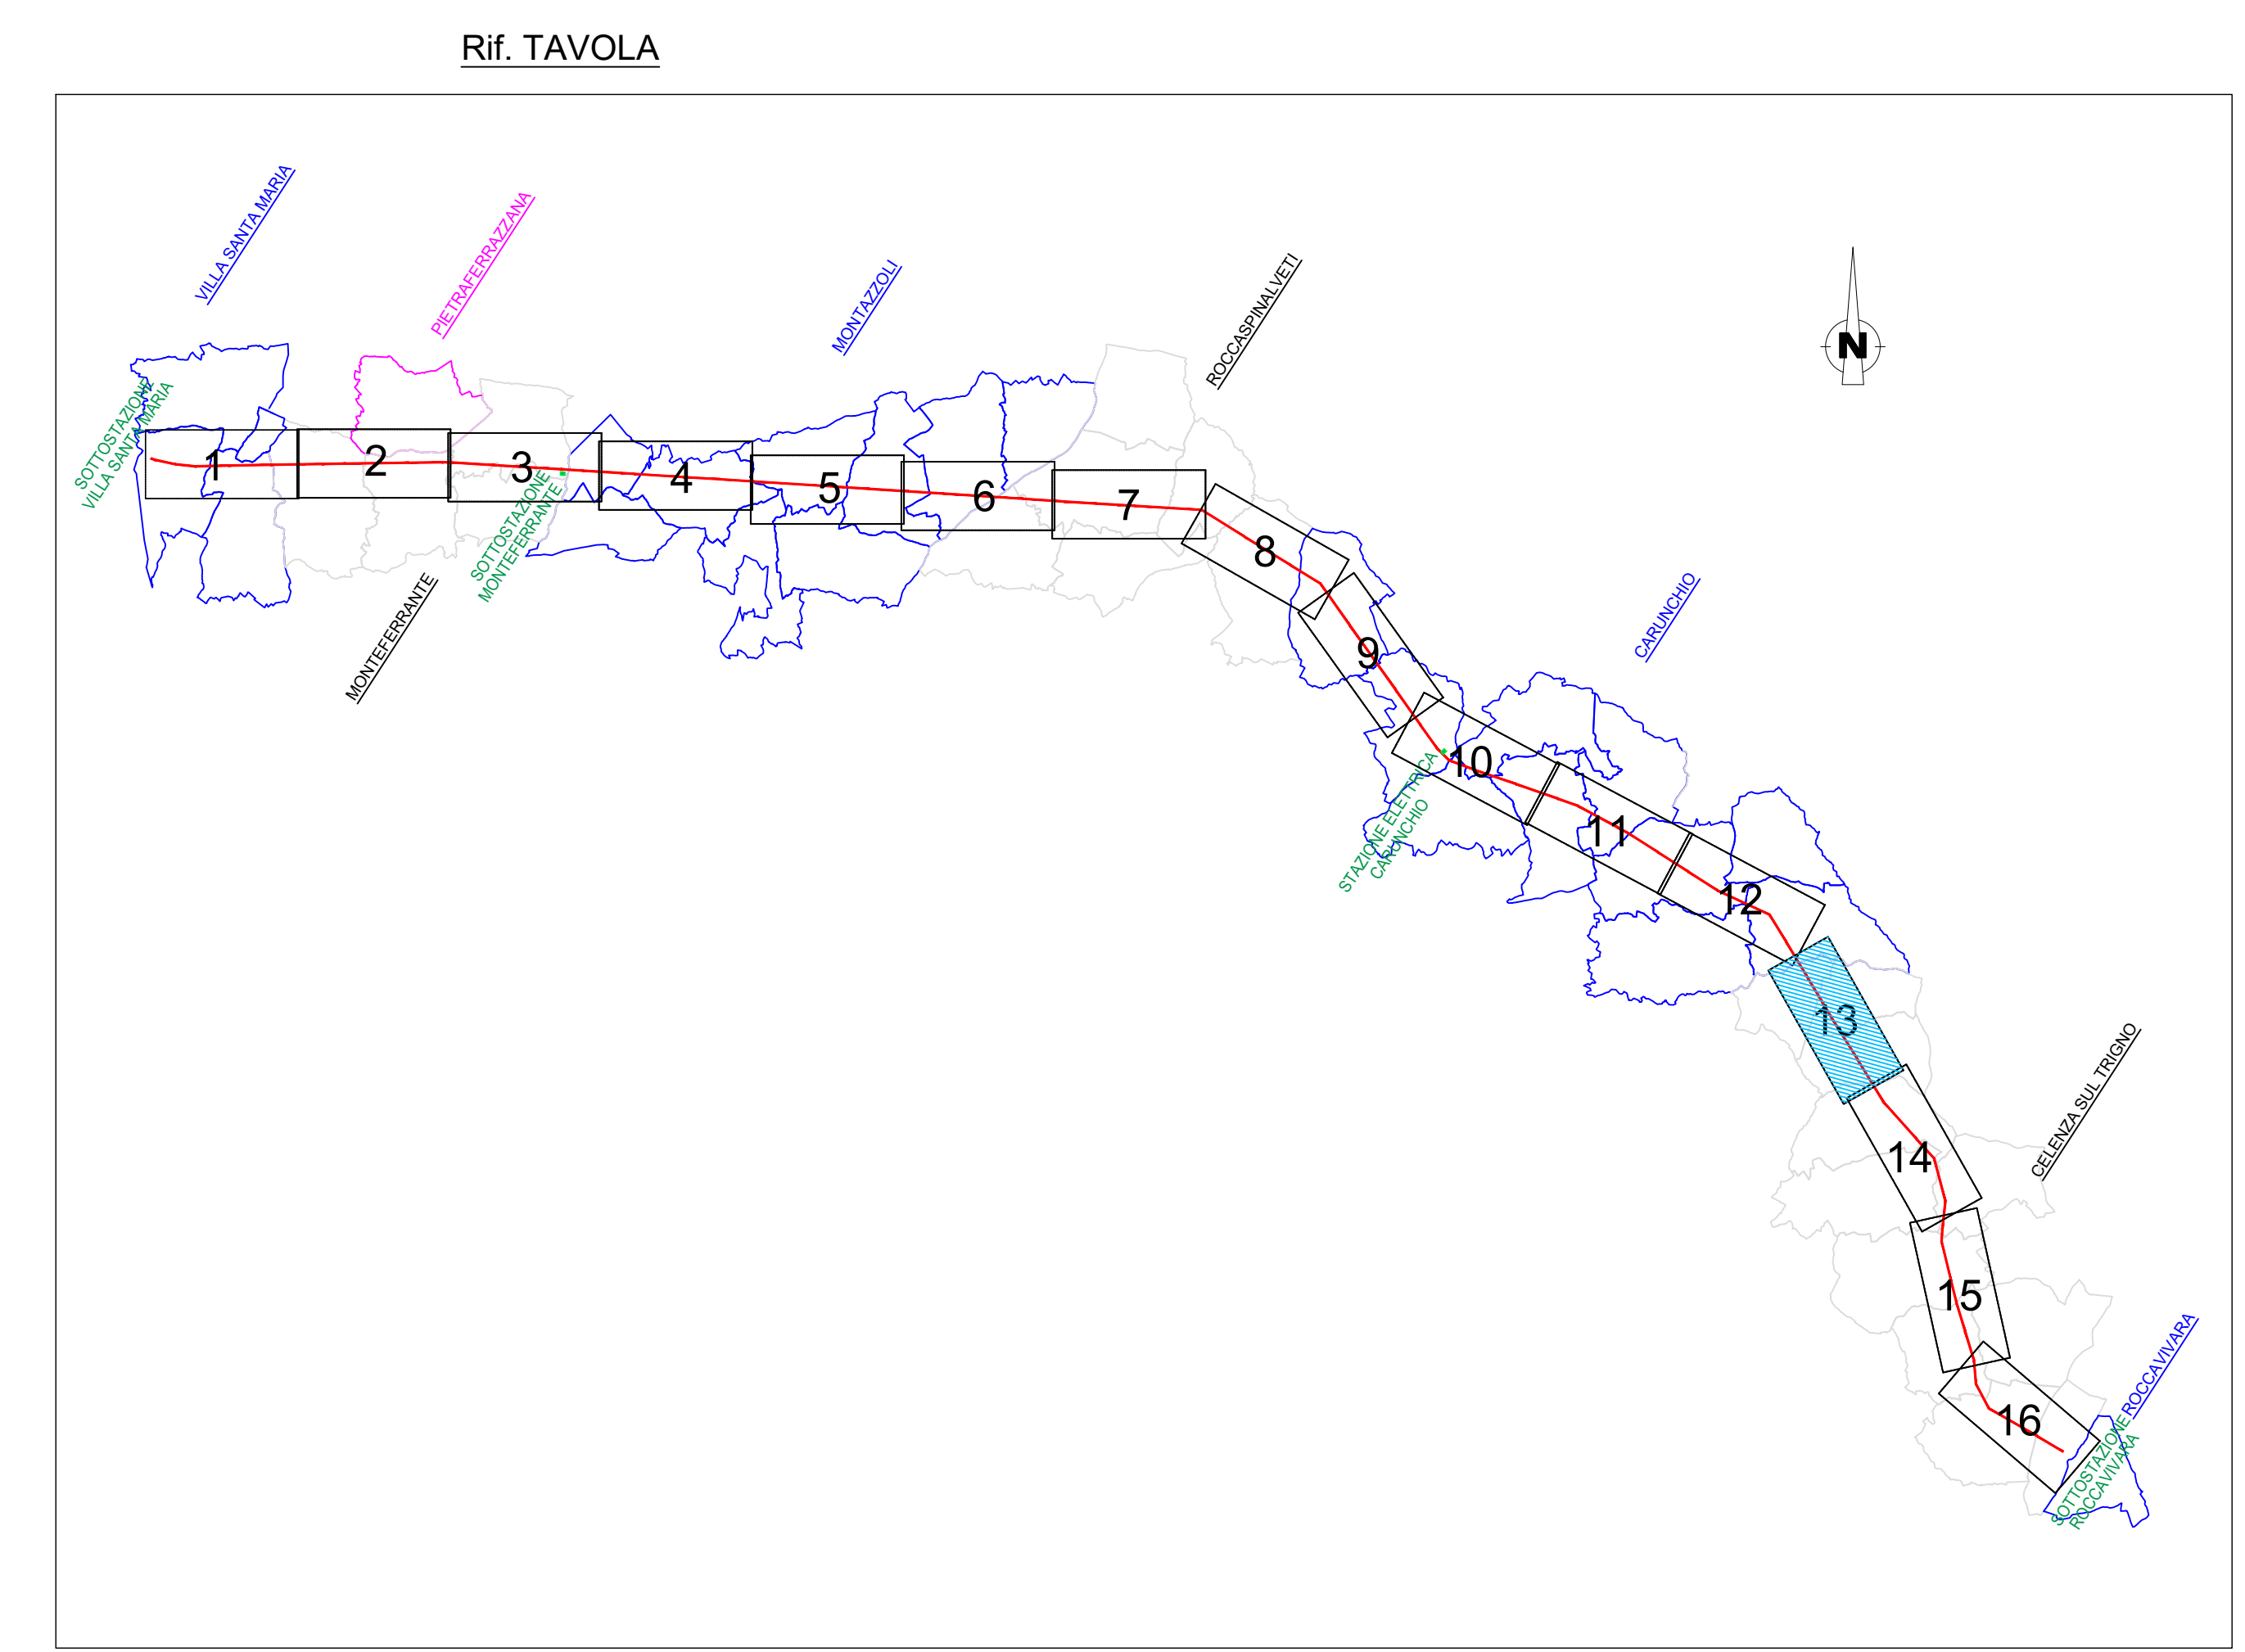 Rif. TAVOLA
VILLA SANTA MARIA
PIETRAFERRAZZANA
MONTAZZOLI
ROCCASPINALVETI
N
SOTTOSTAZIONE
VILLA SANTA MARIA
1
2
3
4
5
6
7
8
SOTTOSTAZIONE
MONTEFERRANTE
MONTEFERRANTE
9
CARUNCHIO
10
STAZIONE ELETTRICA
CARUNCHIO
11
12
13
CELENZA SUL TRIGNO
14
15
16
ROCCAVIVARA
SOTTOSTAZIONE
ROCCAVIVARA